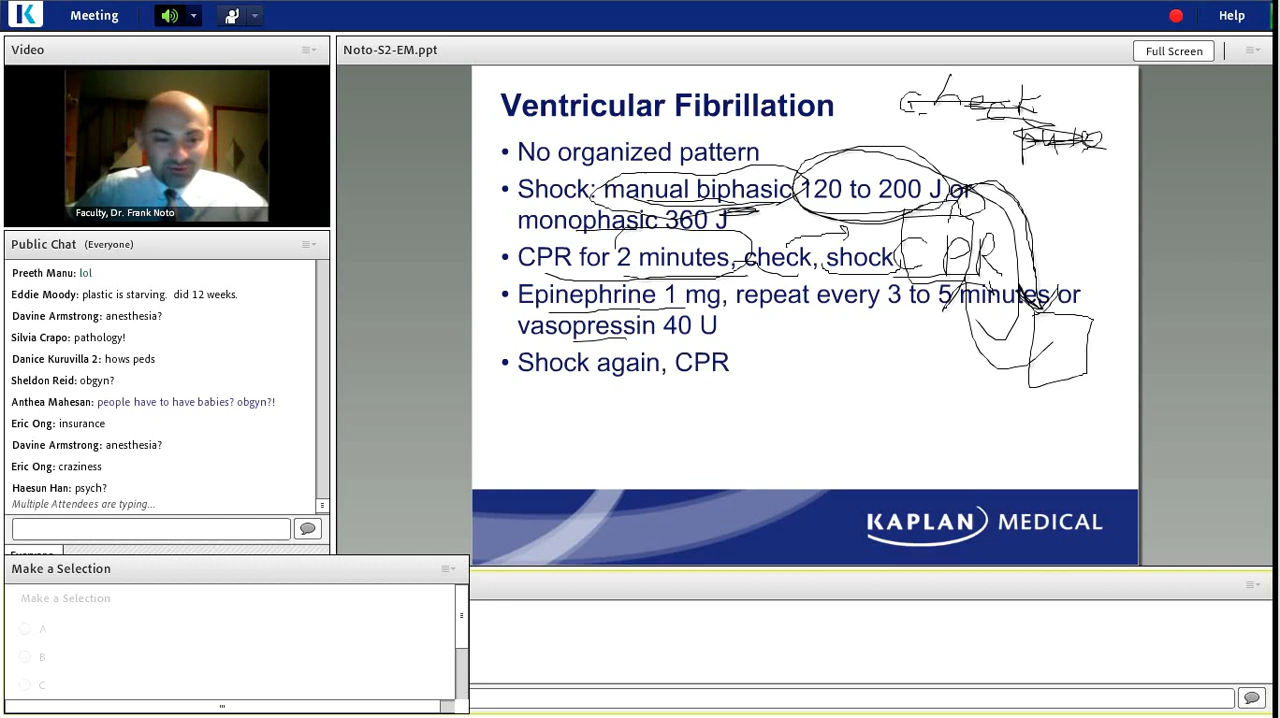 Meeting
Help
Video
Noto-S2-EM.ppt
Full Screen
Faculty, Dr. Frank Noto
Public Chat (Everyone)
Preeth Manu: lol
Eddie Moody: plastic is starving. did 12 weeks.
Davine Armstrong: anesthesia?
Silvia Crapo: pathology!
Danice Kuruvilla 2: hows peds
Sheldon Reid: obgyn?
Anthea Mahesan: people have to have babies? obgyn?!
Eric Ong: insurance
Davine Armstrong: anesthesia?
Eric Ong: craziness
Haesun Han: psych?
Multiple Attendees are typing...
Make a Selection
Make a Selection
A
B
C
Ventricular Fibrillation
check
pulse
• No organized pattern
• Shock: manual biphasic 120 to 200 J or
monophasic 360 J
• CPR for 2 minutes, check, shock
CPR
• Epinephrine 1 mg, repeat every 3 to 5 minutes or
vasopressin 40 U
• Shock again, CPR
KAPLAN MEDICAL